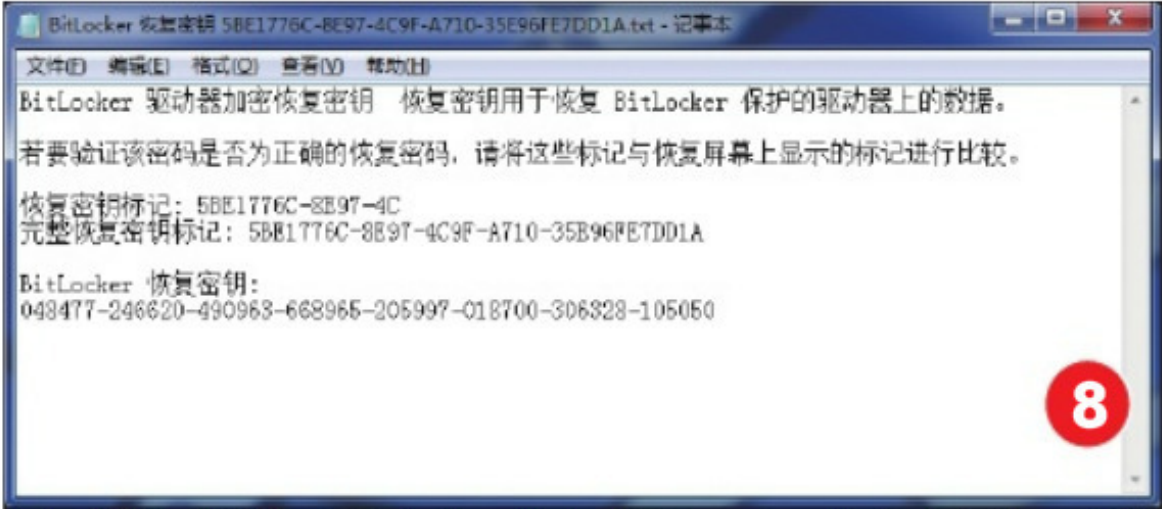 BitLocker 恢复密钥 5BE1776C-8E97-4C9F-A710-35E96FE7DD1A.txt - 记事本
文件(F) 编辑(E) 格式(O) 查看(V) 帮助(H)
BitLocker 驱动器加密恢复密钥 恢复密钥用于恢复 BitLocker 保护的驱动器上的数据。
若要验证该密码是否为正确的恢复密码，请将这些标记与恢复屏幕上显示的标记进行比较。
恢复密钥标记: 5BE1776C-8E97-4C
完整恢复密钥标记: 5BE1776C-8E97-4C9F-A710-35E96FE7DD1A
BitLocker 恢复密钥:
048477-246620-490963-668965-205997-018700-306328-105050
8